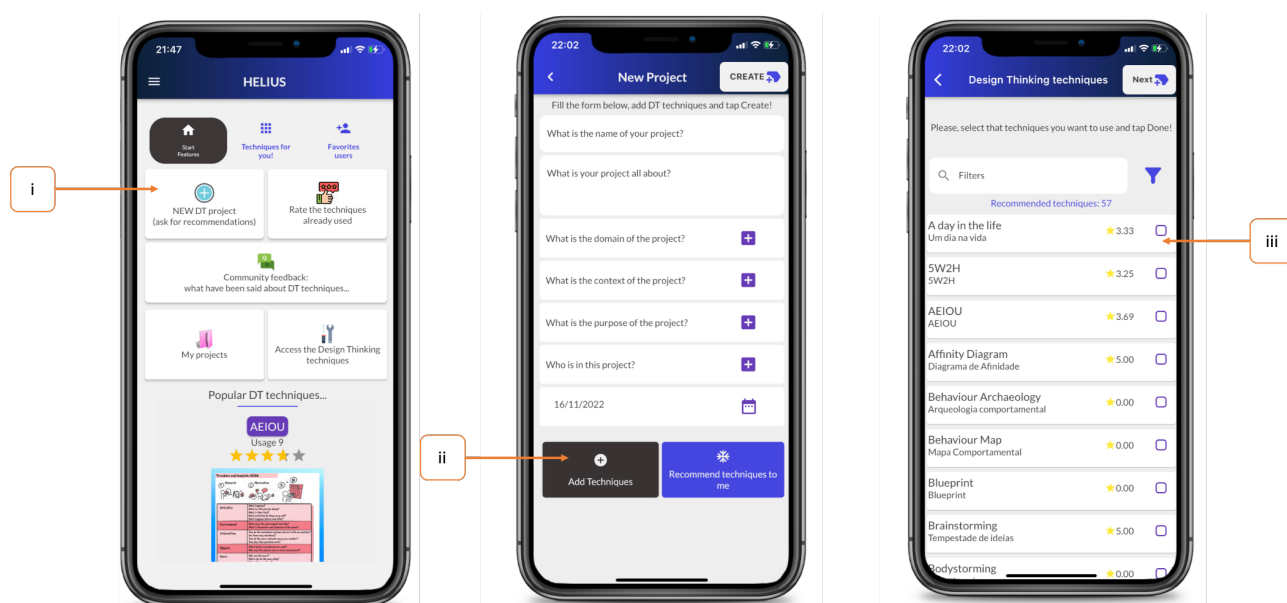 i
21:47
HELIUS
Start
Features
Techniques for
you!
Favorites
users
NEW DT project
(ask for recommendations)
Rate the techniques
already used
Community feedback:
what have been said about DT techniques...
My projects
Access the Design Thinking
techniques
Popular DT techniques...
AEIOU
Usage 9
ii
22:02
New Project
CREATE
Fill the form below, add DT techniques and tap Create!
What is the name of your project?
What is your project all about?
What is the domain of the project?
What is the context of the project?
What is the purpose of the project?
Who is in this project?
16/11/2022
Add Techniques
Recommend techniques to
me
iii
22:02
Design Thinking techniques
Next
Please, select that techniques you want to use and tap Done!
Filters
Recommended techniques: 57
A day in the life
Um dia na vida
3.33
5W2H
5W2H
3.25
AEIOU
AEIOU
3.69
Affinity Diagram
Diagrama de Afinidade
5.00
Behaviour Archaeology
Arqueologia comportamental
0.00
Behaviour Map
Mapa Comportamental
0.00
Blueprint
Blueprint
0.00
Brainstorming
Tempestade de ideias
5.00
Bodystorming
0.00